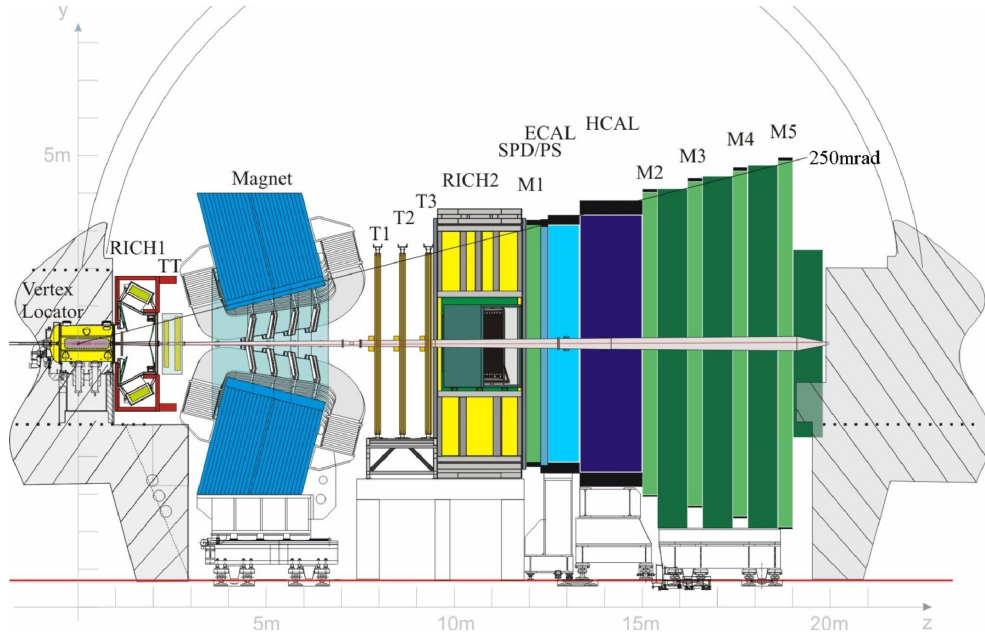 y
5m
ECAL
HCAL
SPD/PS
M1
M2
M3
M4
M5
250mrad
Magnet
RICH2
T1
T2
T3
RICH1
TT
Vertex
Locator
5m
10m
15m
20m
z